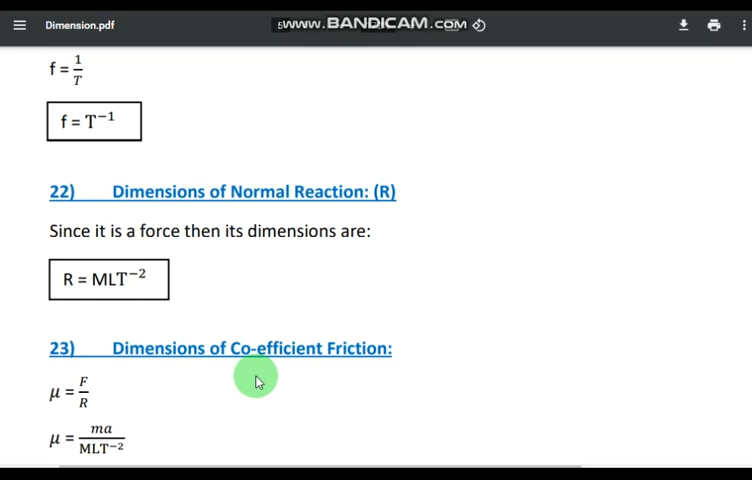 Dimension.pdf
WWW.BANDICAM.COM
f = 1/T
f = T⁻¹
22) Dimensions of Normal Reaction: (R)
Since it is a force then its dimensions are:
R = MLT⁻²
23) Dimensions of Co-efficient Friction:
μ = F/R
μ = ma/MLT⁻²